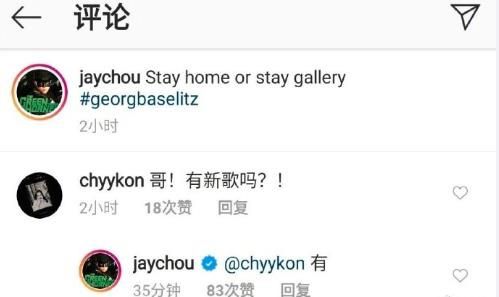 评论
jaychou Stay home or stay gallery
#georgbaselitz
2小时
chyykon 哥！有新歌吗？！
2小时 18次赞 回复
jaychou @chyykon 有
35分钟 83次赞 回复